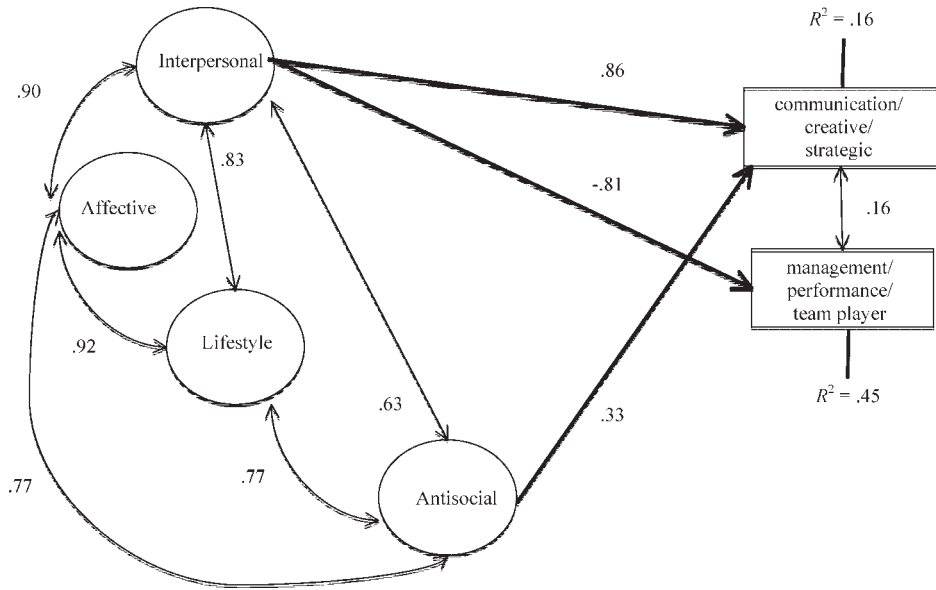 R² = .16
Interpersonal
.86
.90
communication/
creative/
strategic
.83
-.81
Affective
.16
management/
performance/
team player
.92
Lifestyle
.63
.33
R² = .45
.77
.77
Antisocial